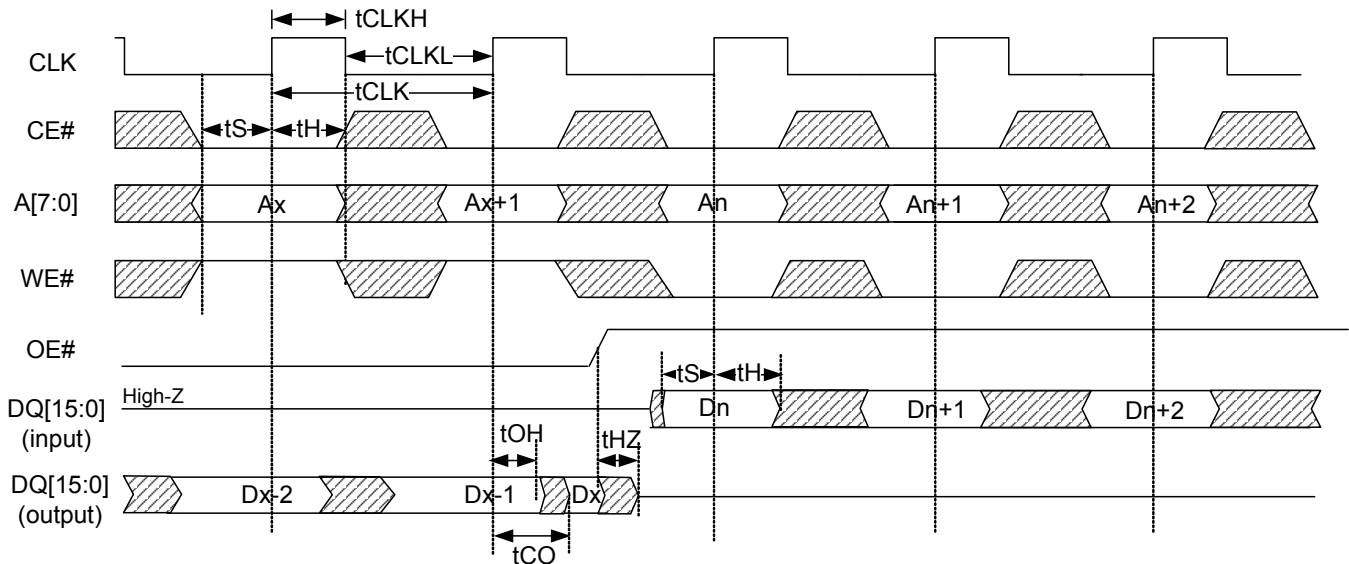 tCLKH
CLK
tCLKL
tCLK
CE#
tS
tH
A[7:0]
Ax
Ax+1
An
An+1
An+2
WE#
OE#
tS
tH
High-Z
DQ[15:0]
(input)
Dn
Dn+1
Dn+2
tOH
tHZ
DQ[15:0]
(output)
Dx-2
Dx-1
Dx
tCO